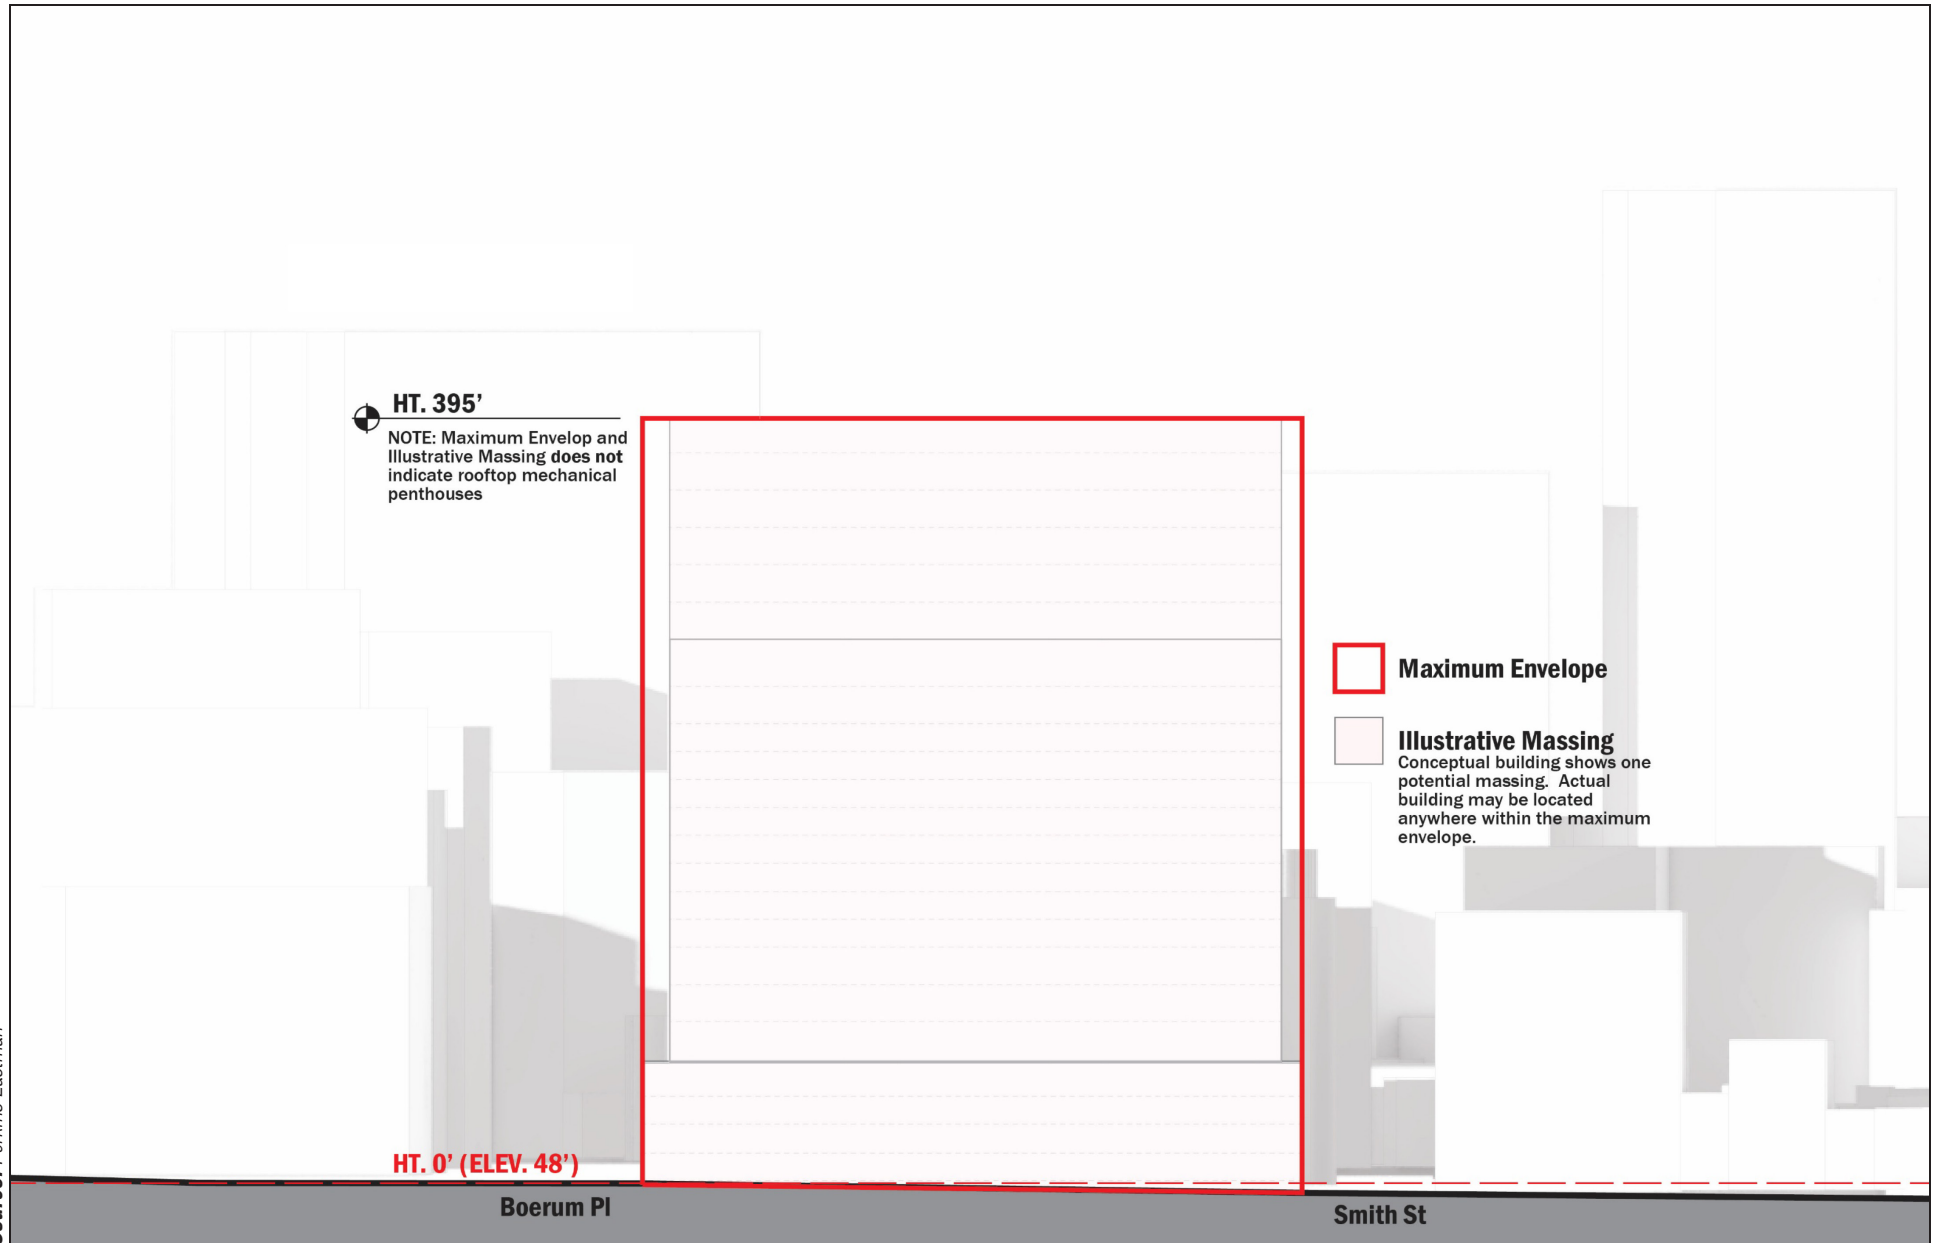 HT. 395’
NOTE: Maximum Envelop and
Illustrative Massing does not
indicate rooftop mechanical
penthouses
Maximum Envelope
Illustrative Massing
Conceptual building shows one
potential massing.  Actual
building may be located
anywhere within the maximum
envelope.
HT. 0’ (ELEV. 48’)
Boerum Pl
Smith St